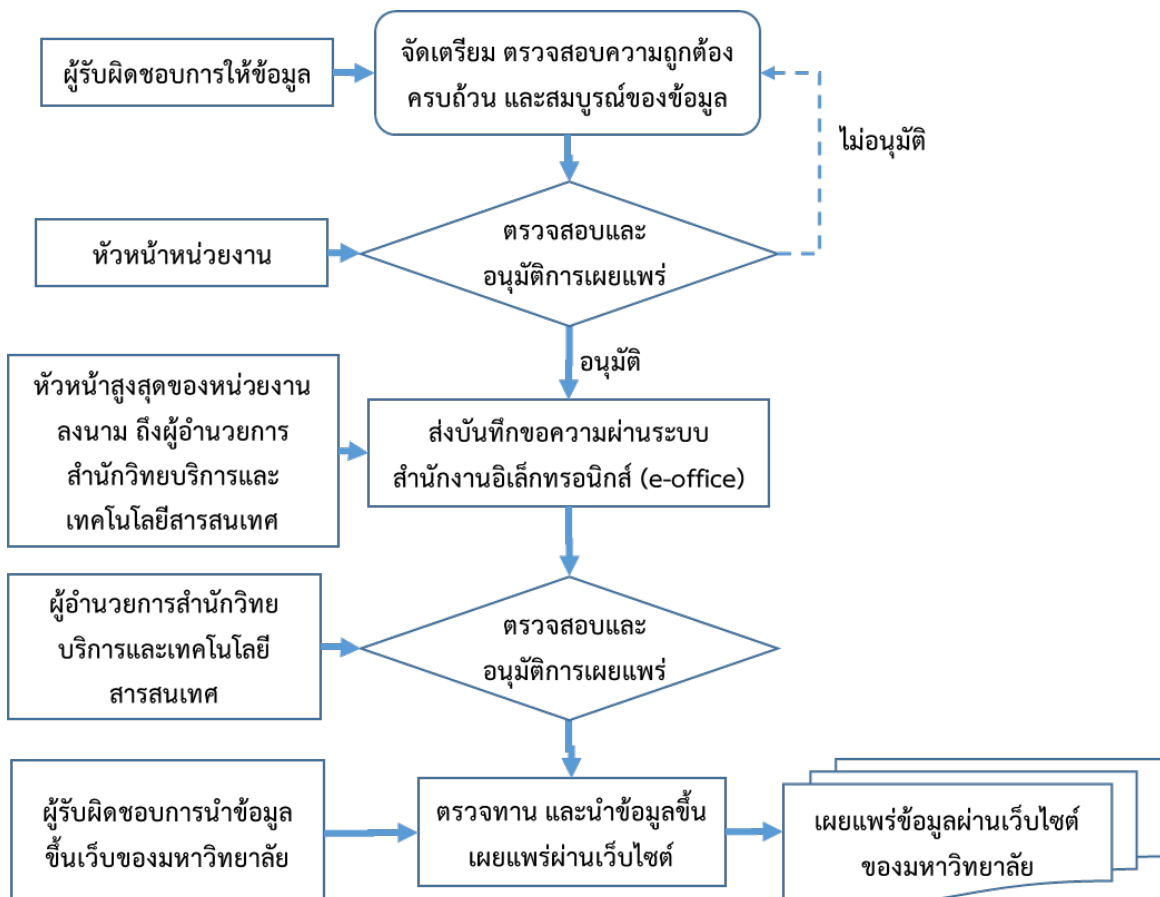 ผู้รับผิดชอบการให้ข้อมูล
จัดเตรียม ตรวจสอบความถูกต้อง
ครบถ้วน และสมบูรณ์ของข้อมูล
ไม่อนุมัติ
หัวหน้าหน่วยงาน
ตรวจสอบและ
อนุมัติการเผยแพร่
อนุมัติ
หัวหน้าสูงสุดของหน่วยงาน
ลงนาม ถึงผู้อำนวยการ
สำนักวิทยบริการและ
เทคโนโลยีสารสนเทศ
ส่งบันทึกขอความผ่านระบบ
สำนักงานอิเล็กทรอนิกส์ (e-office)
ผู้อำนวยการสำนักวิทย
บริการและเทคโนโลยี
สารสนเทศ
ตรวจสอบและ
อนุมัติการเผยแพร่
ผู้รับผิดชอบการนำข้อมูล
ขึ้นเว็บของมหาวิทยาลัย
ตรวจทาน และนำข้อมูลขึ้น
เผยแพร่ผ่านเว็บไซต์
เผยแพร่ข้อมูลผ่านเว็บไซต์
ของมหาวิทยาลัย